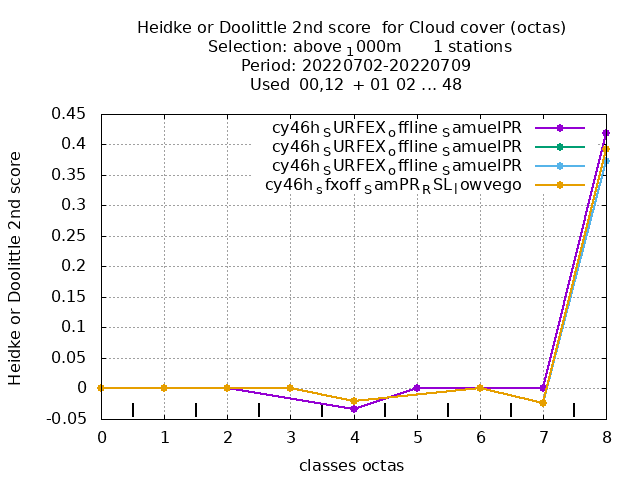 Heidke or Doolittle 2nd score  for Cloud cover (octas)
Selection: above 1000m      1 stations
Period: 20220702-20220709
Used  00,12  + 01 02 ... 48
Heidke or Doolittle 2nd score
0.45
0.4
0.35
0.3
0.25
0.2
0.15
0.1
0.05
0
-0.05
cy46h SURFEX offline SamuelPR
cy46h SURFEX offline SamuelPR
cy46h SURFEX offline SamuelPR
cy46h sfxoff SamPR RSL lowvego
0 1 2 3 4 5 6 7 8
classes octas